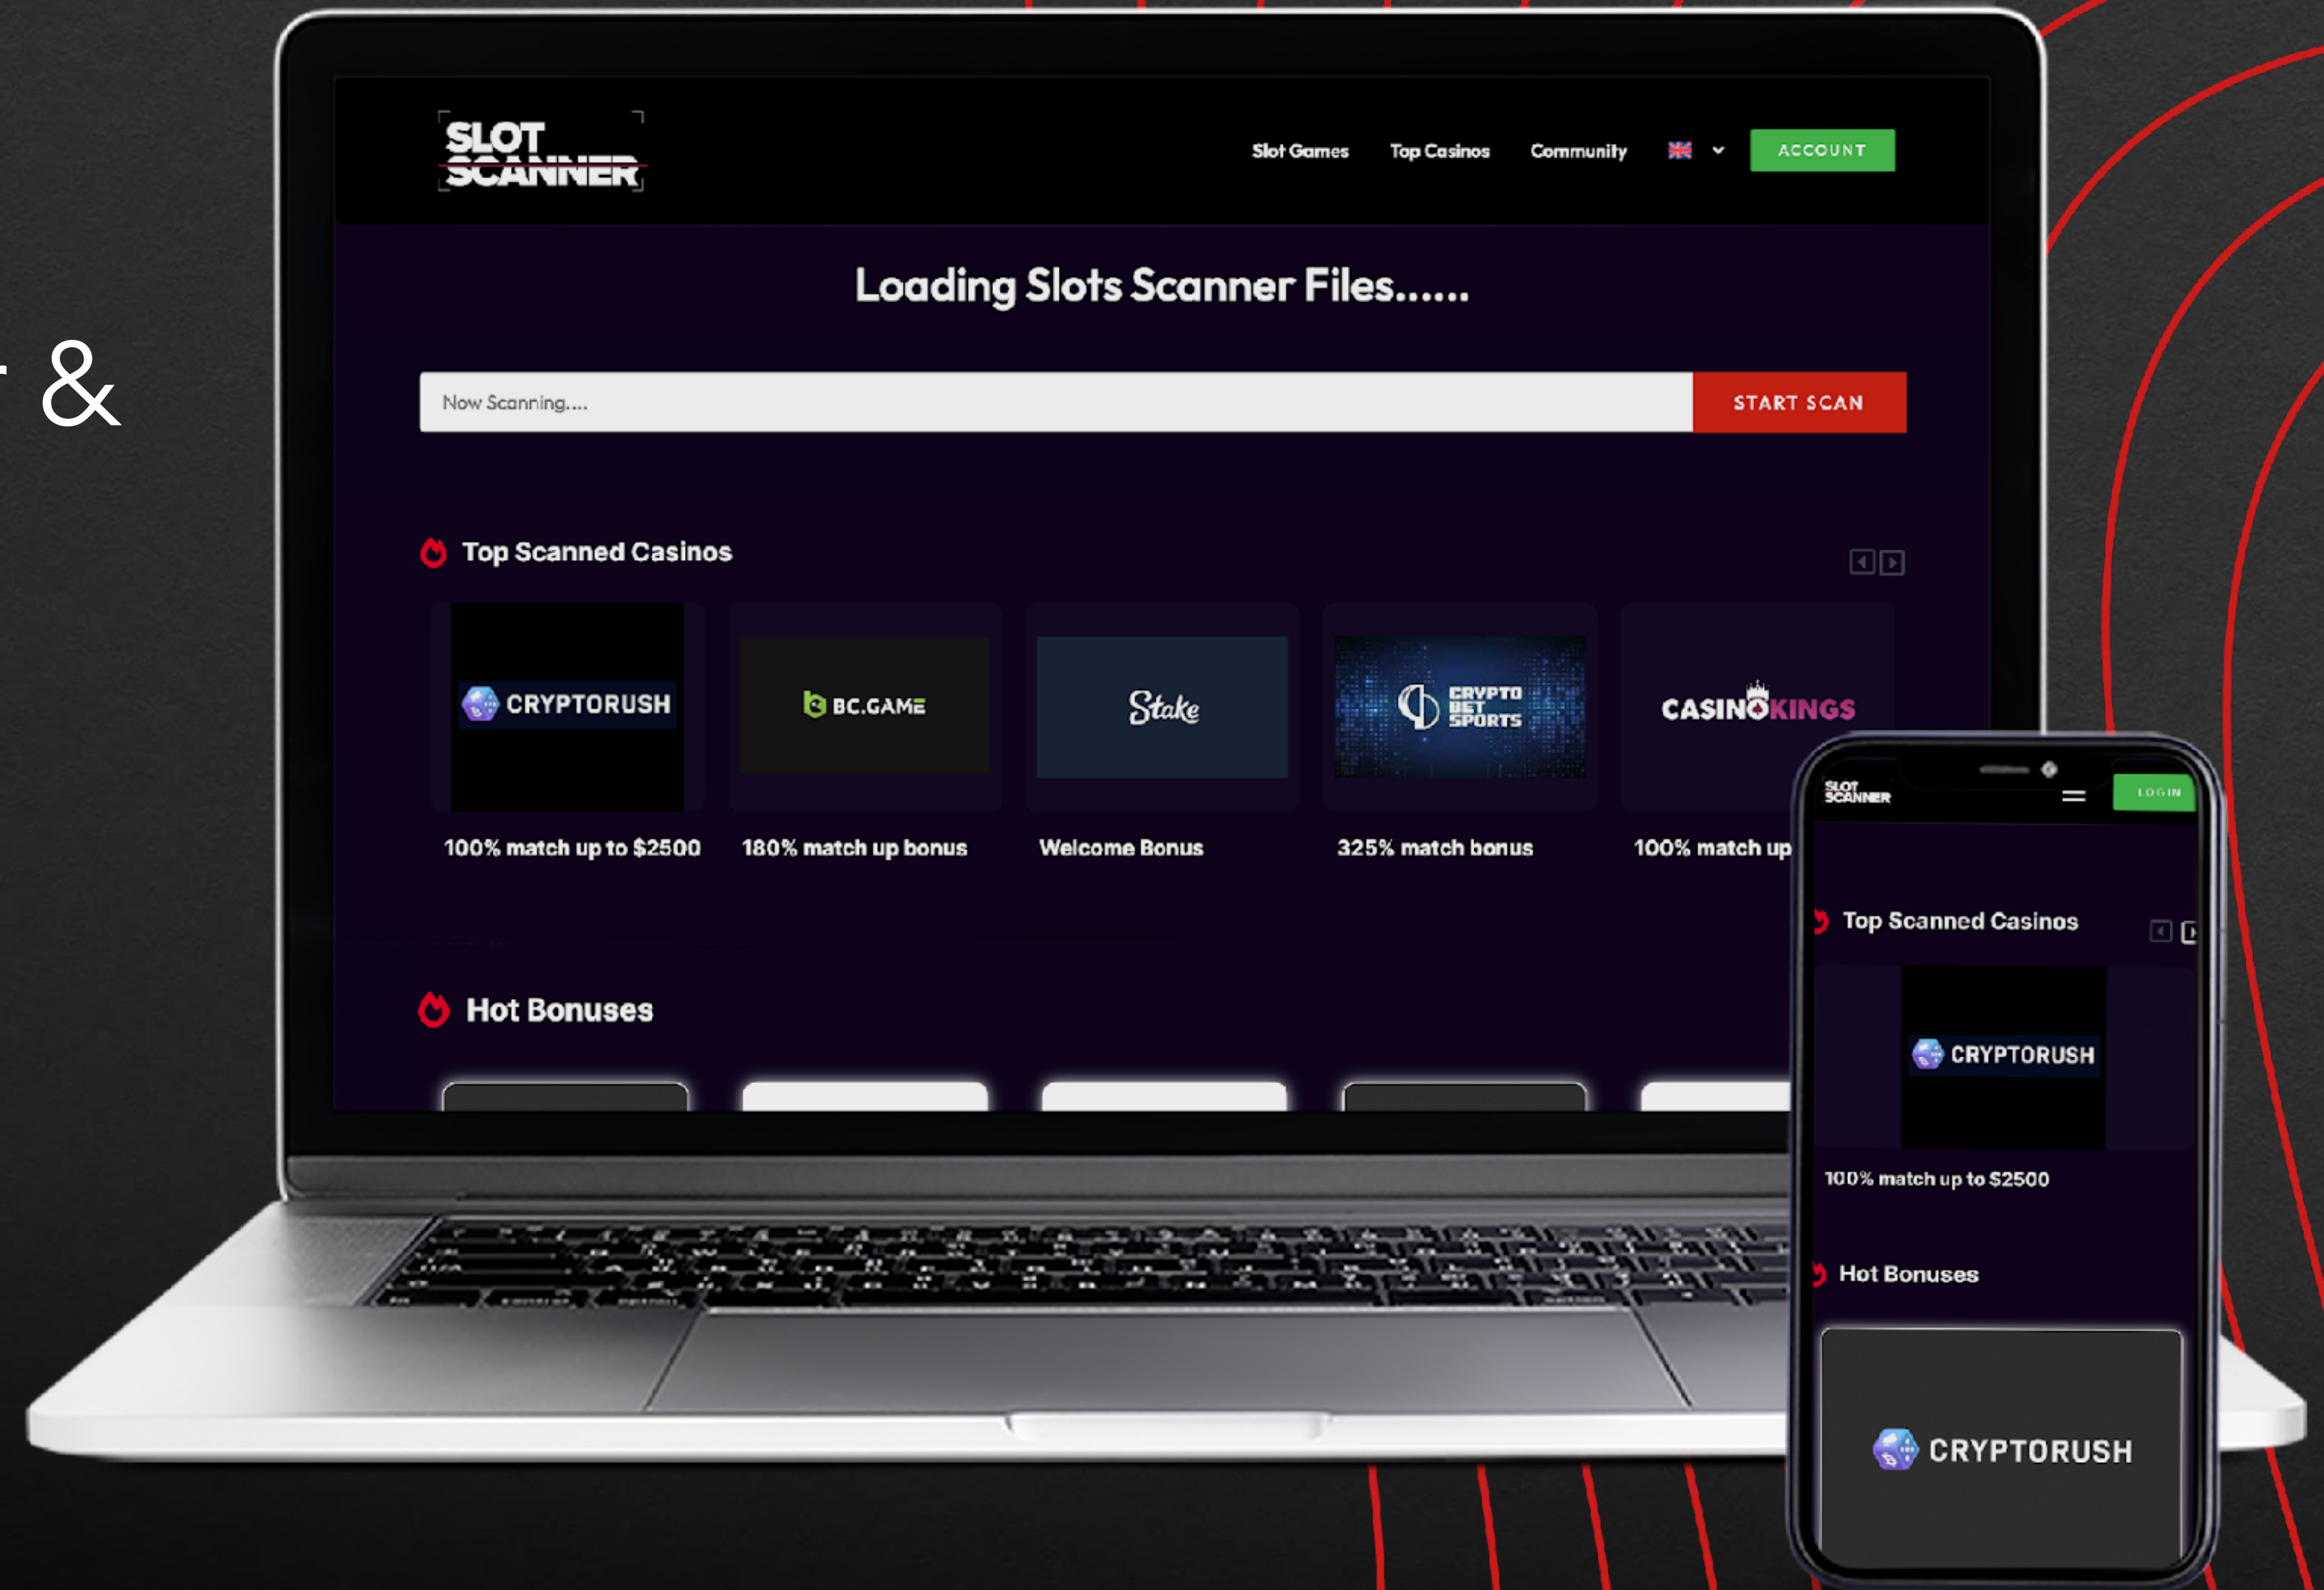 &
SLOT
SCANNER
Slot Games Top Casinos Community ACCOUNT
Loading Slots Scanner Files......
Now Scanning.... START SCAN
Top Scanned Casinos
CRYPTORUSH
BC.GAME
Stake
CRYPTO
BET
SPORTS
CASINOKINGS
100% match up to $2500
180% match up bonus
Welcome Bonus
325% match bonus
100% match up
Hot Bonuses
SLOT
SCANNER
LOGIN
Top Scanned Casinos
CRYPTORUSH
100% match up to $2500
Hot Bonuses
CRYPTORUSH